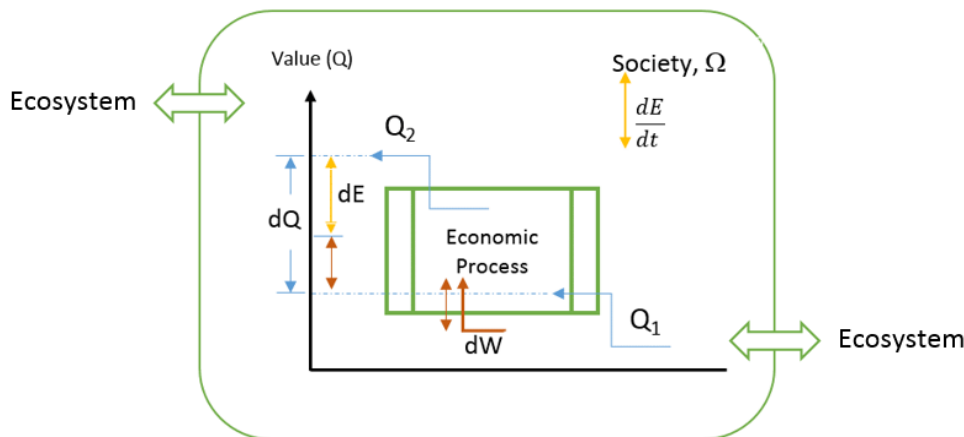 Value (Q)
Society, Ω
Ecosystem
dE
dt
Q₂
dE
dQ
Economic
Process
Q₁
dW
Ecosystem